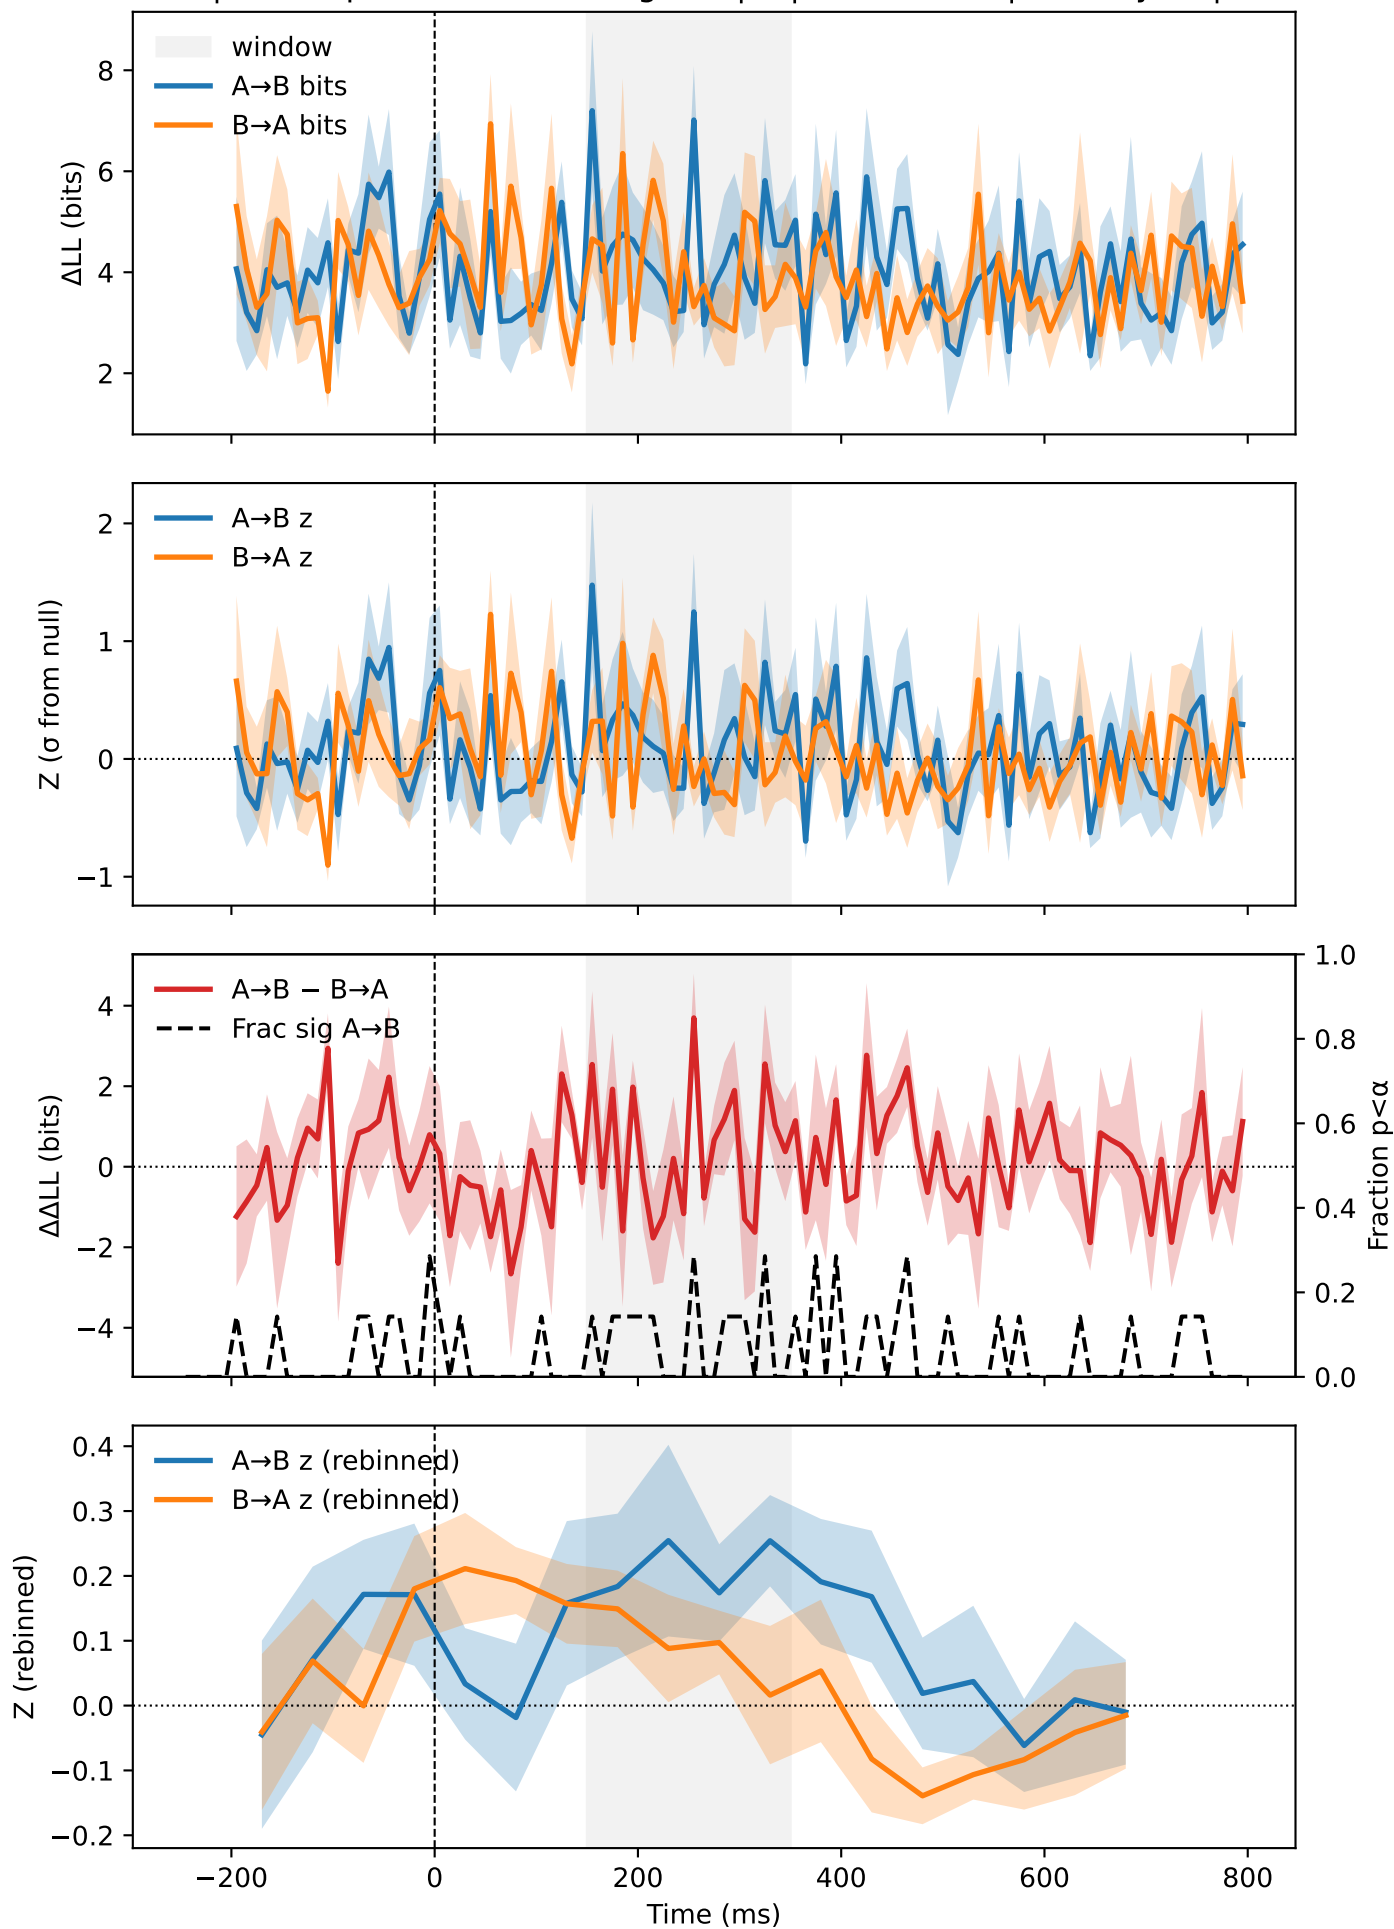 window
A→B bits
B→A bits
ΔLL (bits)
8
6
4
2
A→B z
B→A z
Z (σ from null)
2
1
0
−1
A→B − B→A
Frac sig A→B
ΔΔLL (bits)
4
2
0
−2
−4
1.0
0.8
0.6
0.4
0.2
0.0
Fraction p<α
A→B z (rebinned)
B→A z (rebinned)
Z (rebinned)
0.4
0.3
0.2
0.1
0.0
−0.1
−0.2
−200 0 200 400 600 800
Time (ms)